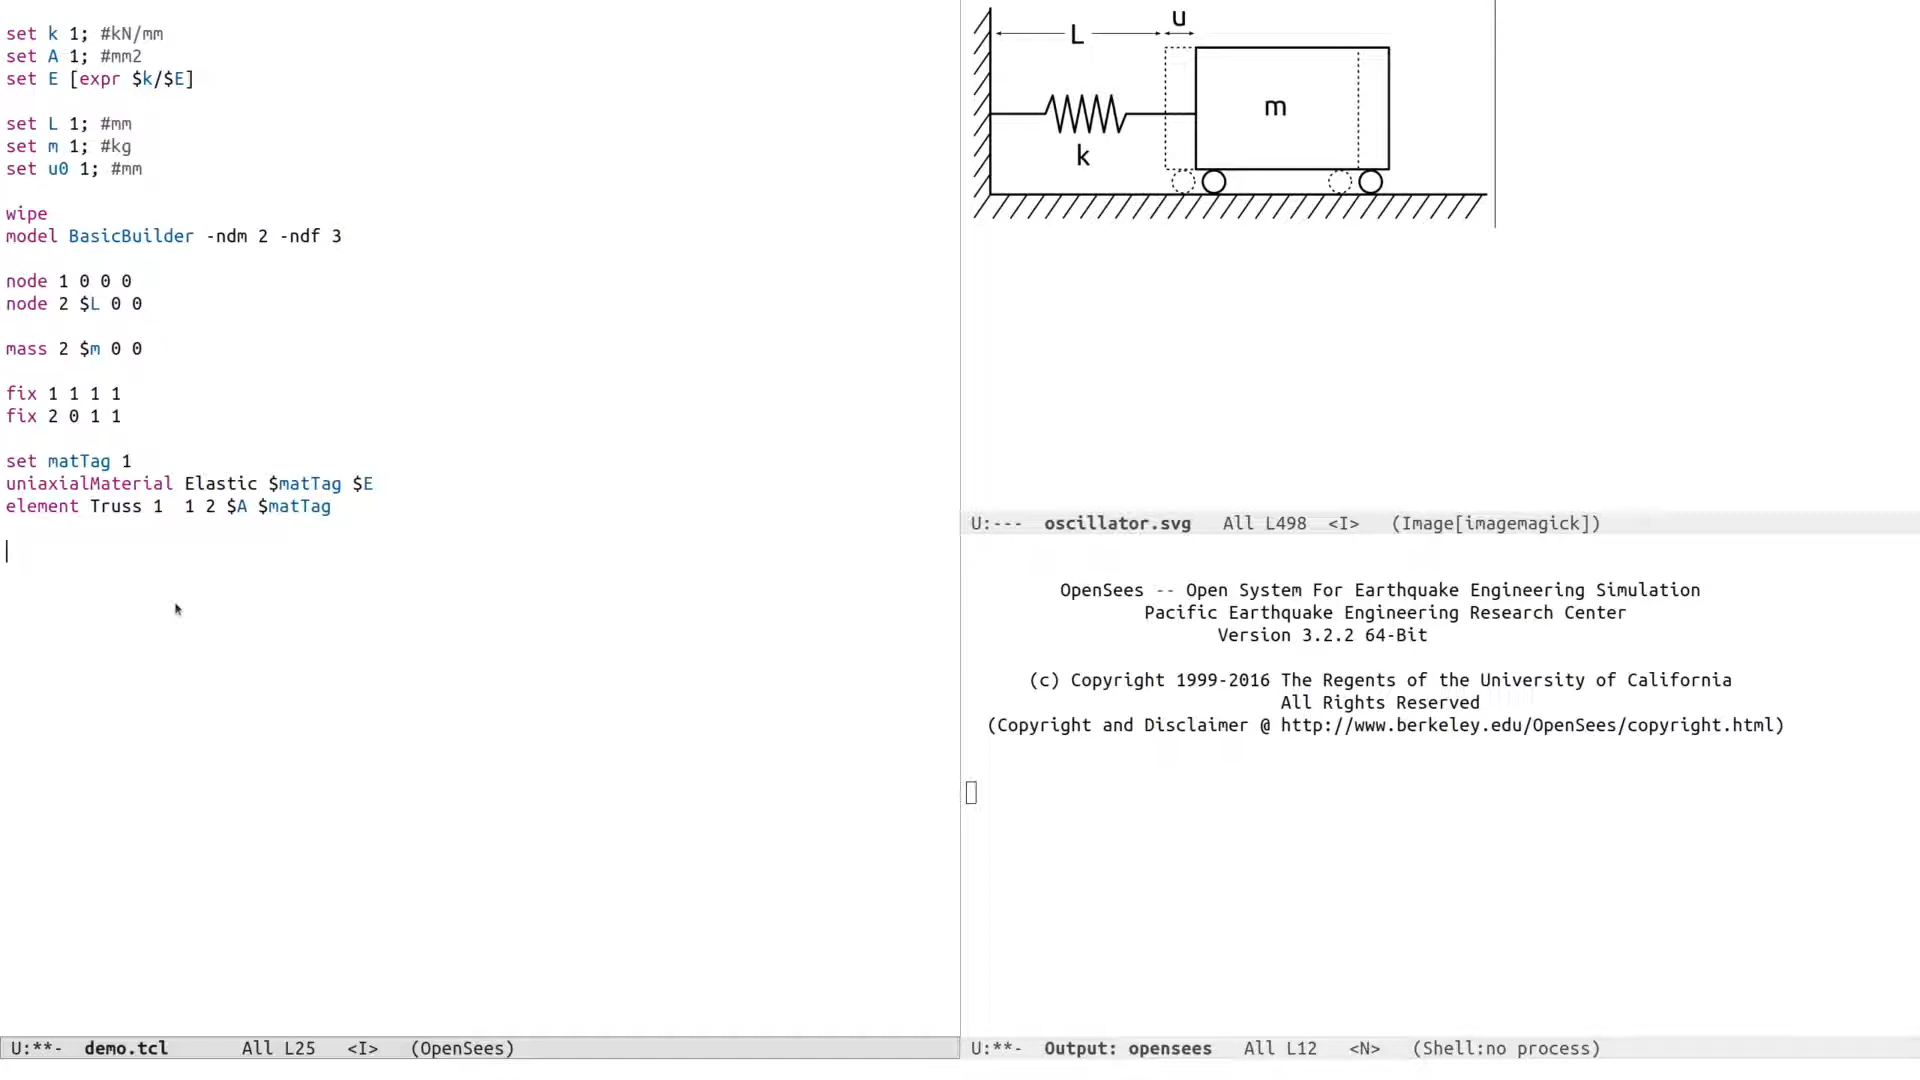 set k 1; #kN/mm
set A 1; #mm2
set E [expr $k/$E]
set L 1; #mm
set m 1; #kg
set u0 1; #mm
wipe
model BasicBuilder -ndm 2 -ndf 3
node 1 0 0 0
node 2 $L 0 0
mass 2 $m 0 0
fix 1 1 1 1
fix 2 0 1 1
set matTag 1
uniaxialMaterial Elastic $matTag $E
element Truss 1  1 2 $A $matTag
U:**-  demo.tcl       All L25   <I>   (OpenSees)
u
L
m
k
U:---  oscillator.svg   All L498  <I>   (Image[imagemagick])
OpenSees -- Open System For Earthquake Engineering Simulation
Pacific Earthquake Engineering Research Center
Version 3.2.2 64-Bit
(c) Copyright 1999-2016 The Regents of the University of California
All Rights Reserved
(Copyright and Disclaimer @ http://www.berkeley.edu/OpenSees/copyright.html)
U:**-  Output: opensees   All L12   <N>   (Shell:no process)